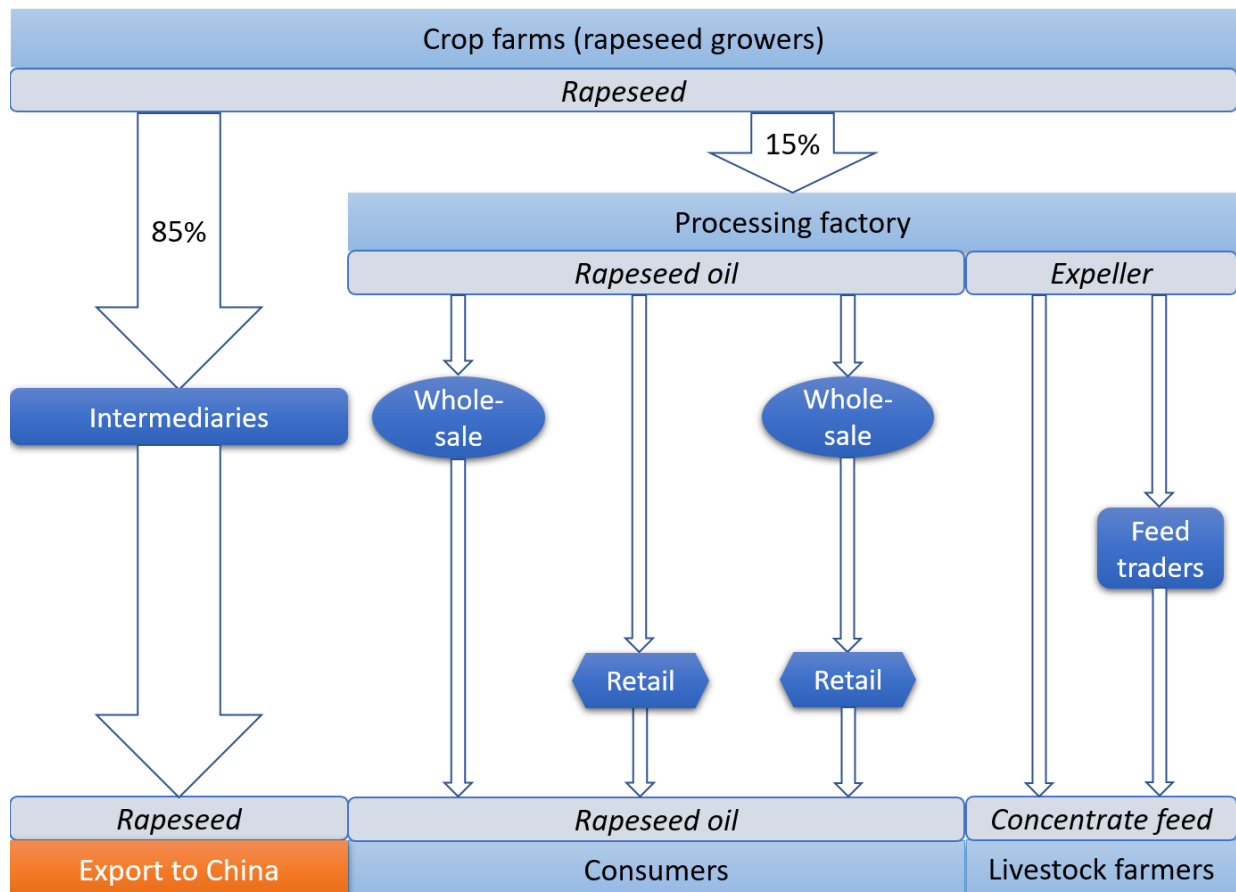 Crop farms (rapeseed growers)
Rapeseed
15%
85%
Processing factory
Rapeseed oil
Expeller
Intermediaries
Whole-
sale
Whole-
sale
Feed
traders
Retail
Retail
Rapeseed
Rapeseed oil
Concentrate feed
Export to China
Consumers
Livestock farmers